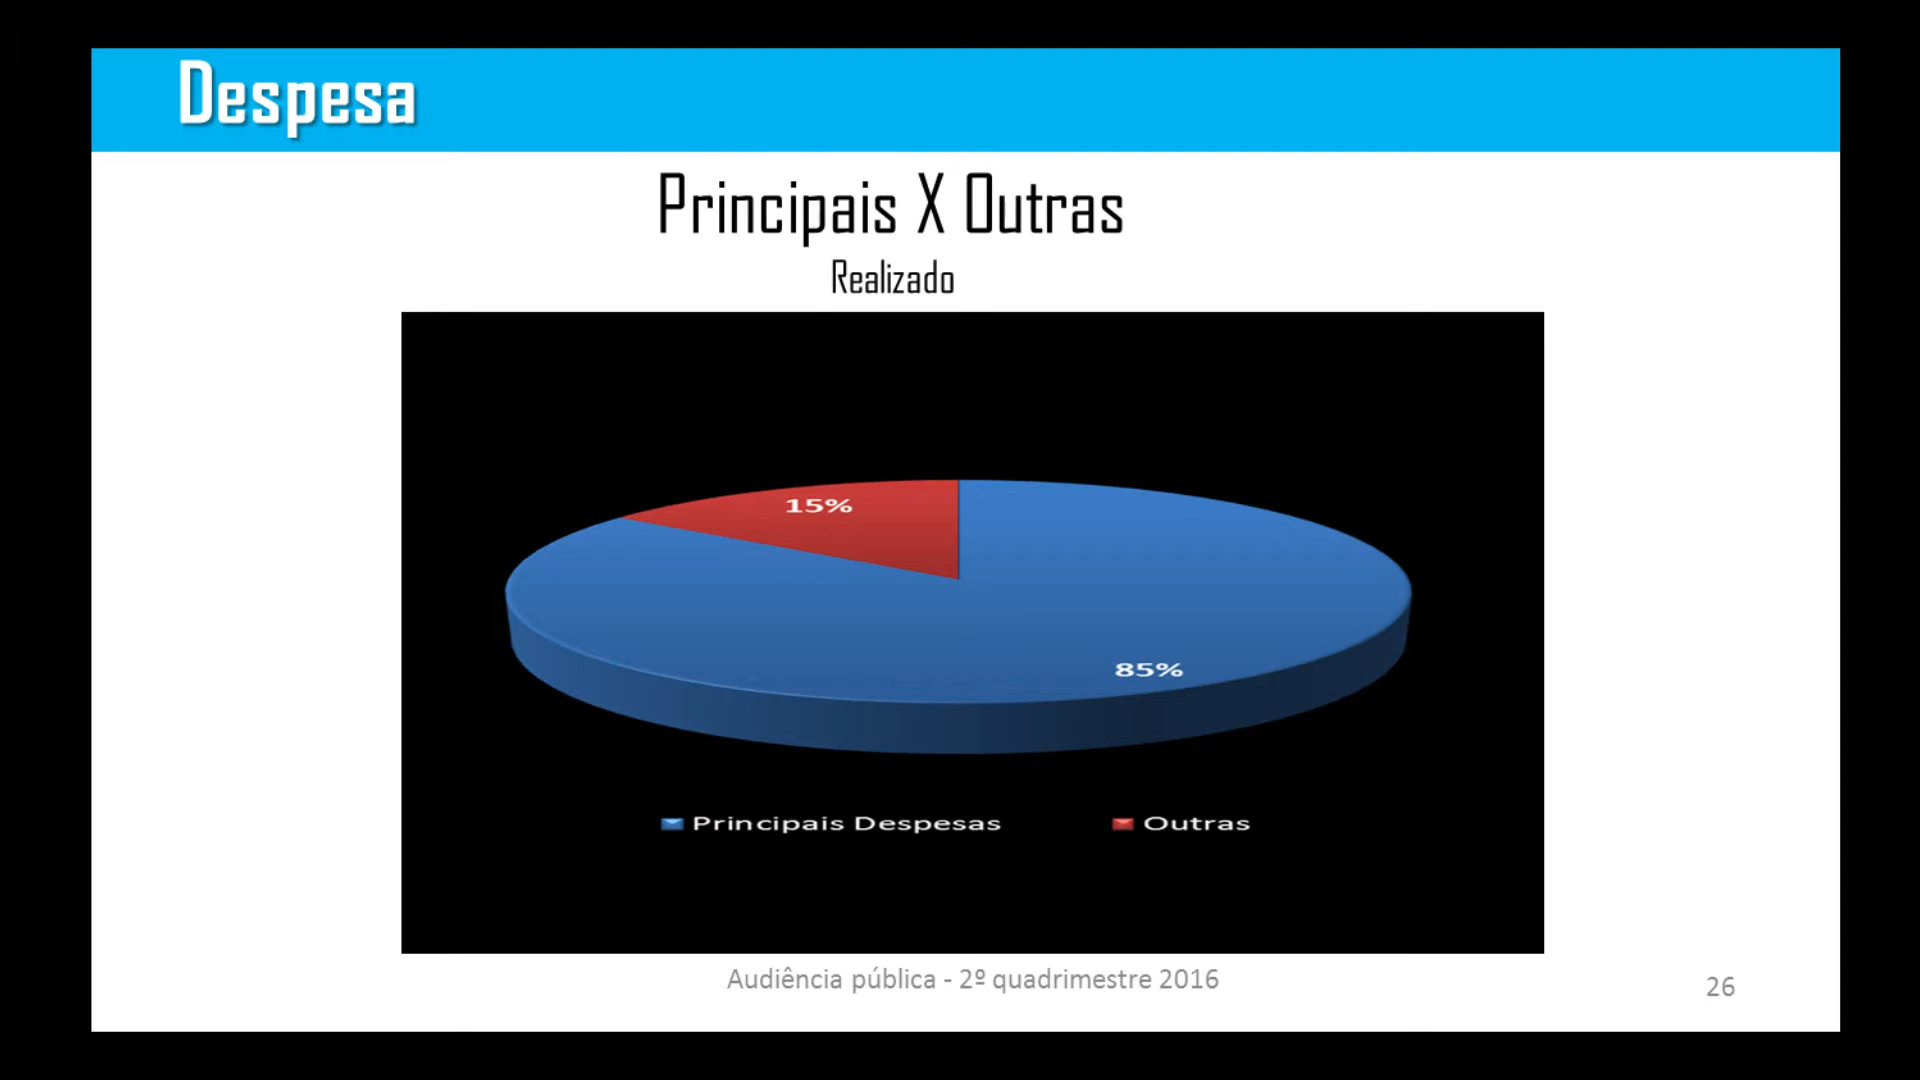 Despesa
Principais X Outras
Realizado
15%
85%
Principais Despesas
Outras
Audiência pública - 2º quadrimestre 2016
26